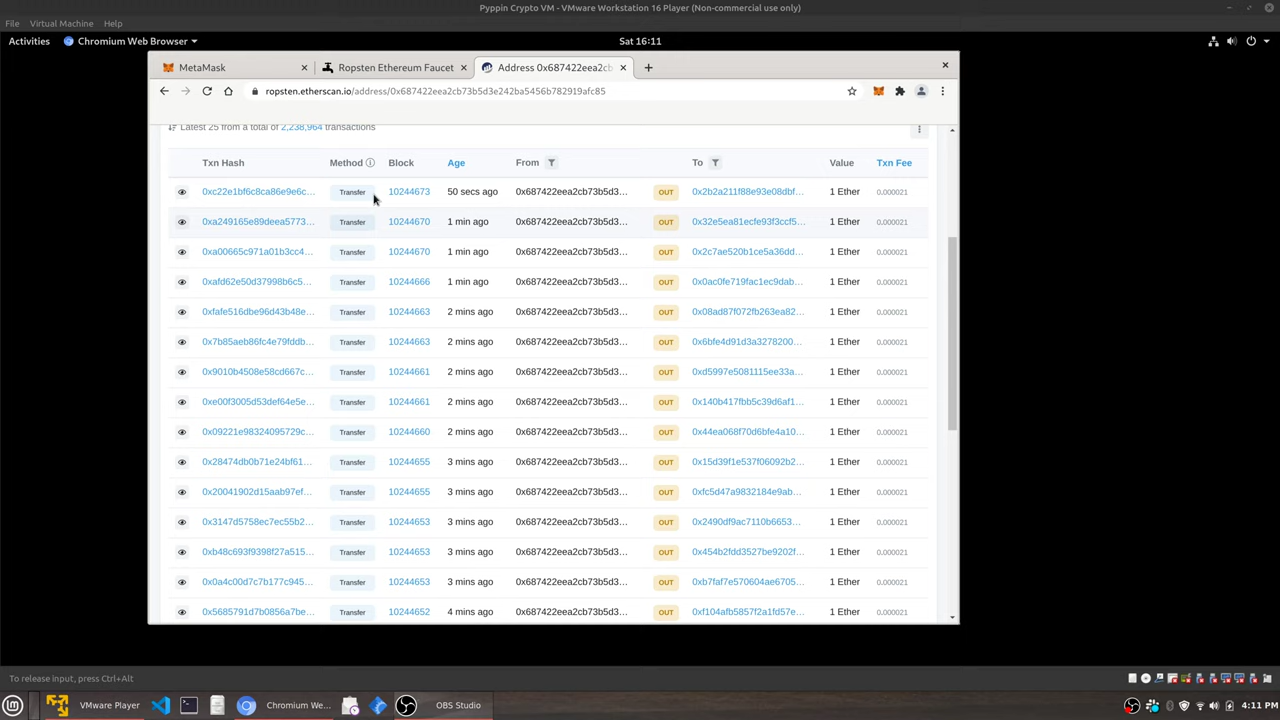 Pyppin Crypto VM - VMware Workstation 16 Player (Non-commercial use only)
File Virtual Machine Help
Activities Chromium Web Browser Sat 16:11
MetaMask Ropsten Ethereum Faucet Address 0x687422eea2cb
ropsten.etherscan.io/address/0x687422eea2cb73b5d3e242ba5456b782919afc85
Latest 25 from a total of 2,238,964 transactions
Txn Hash Method Block Age From To Value Txn Fee
0xc22e1bf6c8ca86e9e6c... Transfer 10244673 50 secs ago 0x687422eea2cb73b5d3... OUT 0x2b2a211f88e93e08dbf... 1 Ether 0.000021
0xa249165e89deea5773... Transfer 10244670 1 min ago 0x687422eea2cb73b5d3... OUT 0x32e5ea81ecfe93f3ccf5... 1 Ether 0.000021
0xa00665c971a01b3cc4... Transfer 10244670 1 min ago 0x687422eea2cb73b5d3... OUT 0x2c7ae520b1ce5a36dd... 1 Ether 0.000021
0xafd62e50d37998b6c5... Transfer 10244666 1 min ago 0x687422eea2cb73b5d3... OUT 0x0ac0fe719fac1ec9dab... 1 Ether 0.000021
0xfafe516dbe96d43b48e... Transfer 10244663 2 mins ago 0x687422eea2cb73b5d3... OUT 0x08ad87f072fb263ea82... 1 Ether 0.000021
0x7b85aeb86fc4e79fddb... Transfer 10244663 2 mins ago 0x687422eea2cb73b5d3... OUT 0x6bfe4d91d3a3278200... 1 Ether 0.000021
0x9010b4508e58cd667c... Transfer 10244661 2 mins ago 0x687422eea2cb73b5d3... OUT 0xd5997e5081115ee33a... 1 Ether 0.000021
0xe00f3005d53def64e5e... Transfer 10244661 2 mins ago 0x687422eea2cb73b5d3... OUT 0x140b417fbb5c39d6af1... 1 Ether 0.000021
0x09221e98324095729c... Transfer 10244660 2 mins ago 0x687422eea2cb73b5d3... OUT 0x44ea068f70d6bfe4a10... 1 Ether 0.000021
0x28474db0b71e24bf61... Transfer 10244655 3 mins ago 0x687422eea2cb73b5d3... OUT 0x15d39f1e537f06092b2... 1 Ether 0.000021
0x20041902d15aab97ef... Transfer 10244655 3 mins ago 0x687422eea2cb73b5d3... OUT 0xfc5d47a9832184e9ab... 1 Ether 0.000021
0x3147d5758ec7ec55b2... Transfer 10244653 3 mins ago 0x687422eea2cb73b5d3... OUT 0x2490df9ac7110b6653... 1 Ether 0.000021
0xb48c693f9398f27a515... Transfer 10244653 3 mins ago 0x687422eea2cb73b5d3... OUT 0x454b2fdd3527be9202f... 1 Ether 0.000021
0x0a4c00d7c7b177c945... Transfer 10244653 3 mins ago 0x687422eea2cb73b5d3... OUT 0xb7faf7e570604ae6705... 1 Ether 0.000021
0x5685791d7b0856a7be... Transfer 10244652 4 mins ago 0x687422eea2cb73b5d3... OUT 0xf104afb5857f2a1fd57e... 1 Ether 0.000021
To release input, press Ctrl+Alt
VMware Player Chromium We... OBS Studio 4:11 PM